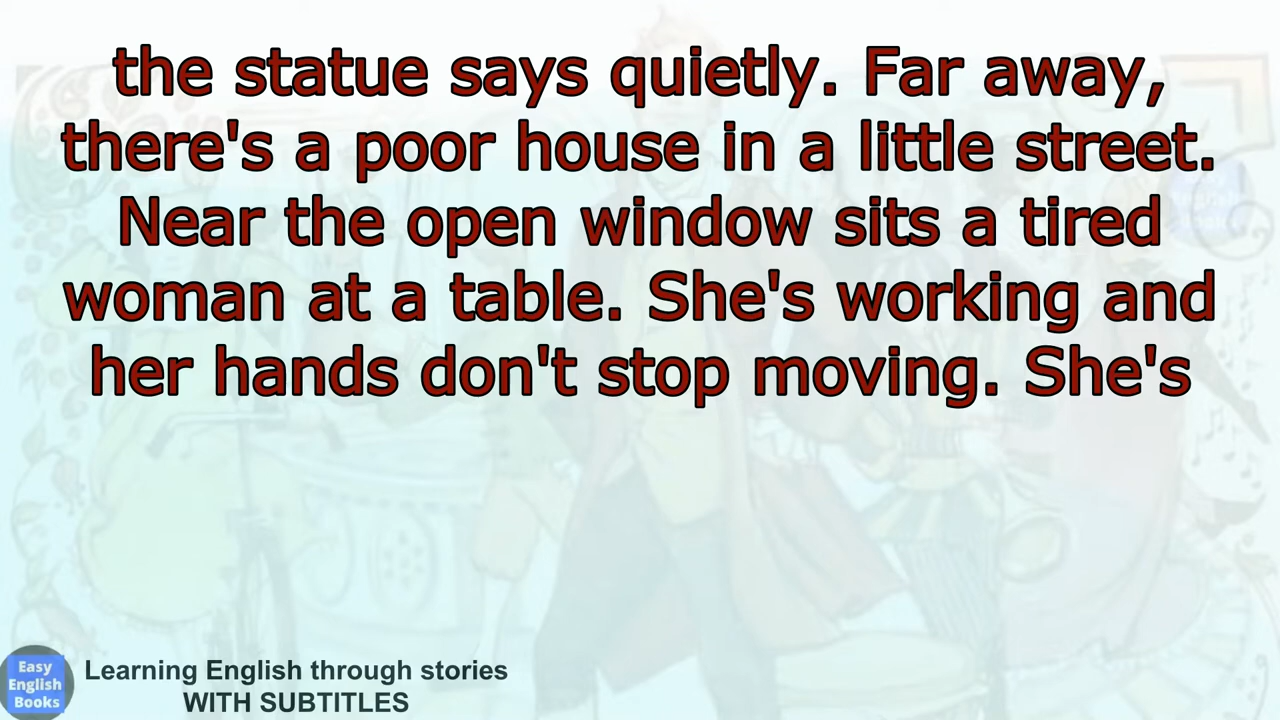 the statue says quietly. Far away,
there's a poor house in a little street.
Near the open window sits a tired
woman at a table. She's working and
her hands don't stop moving. She's
Easy
English
Books
Learning English through stories
WITH SUBTITLES